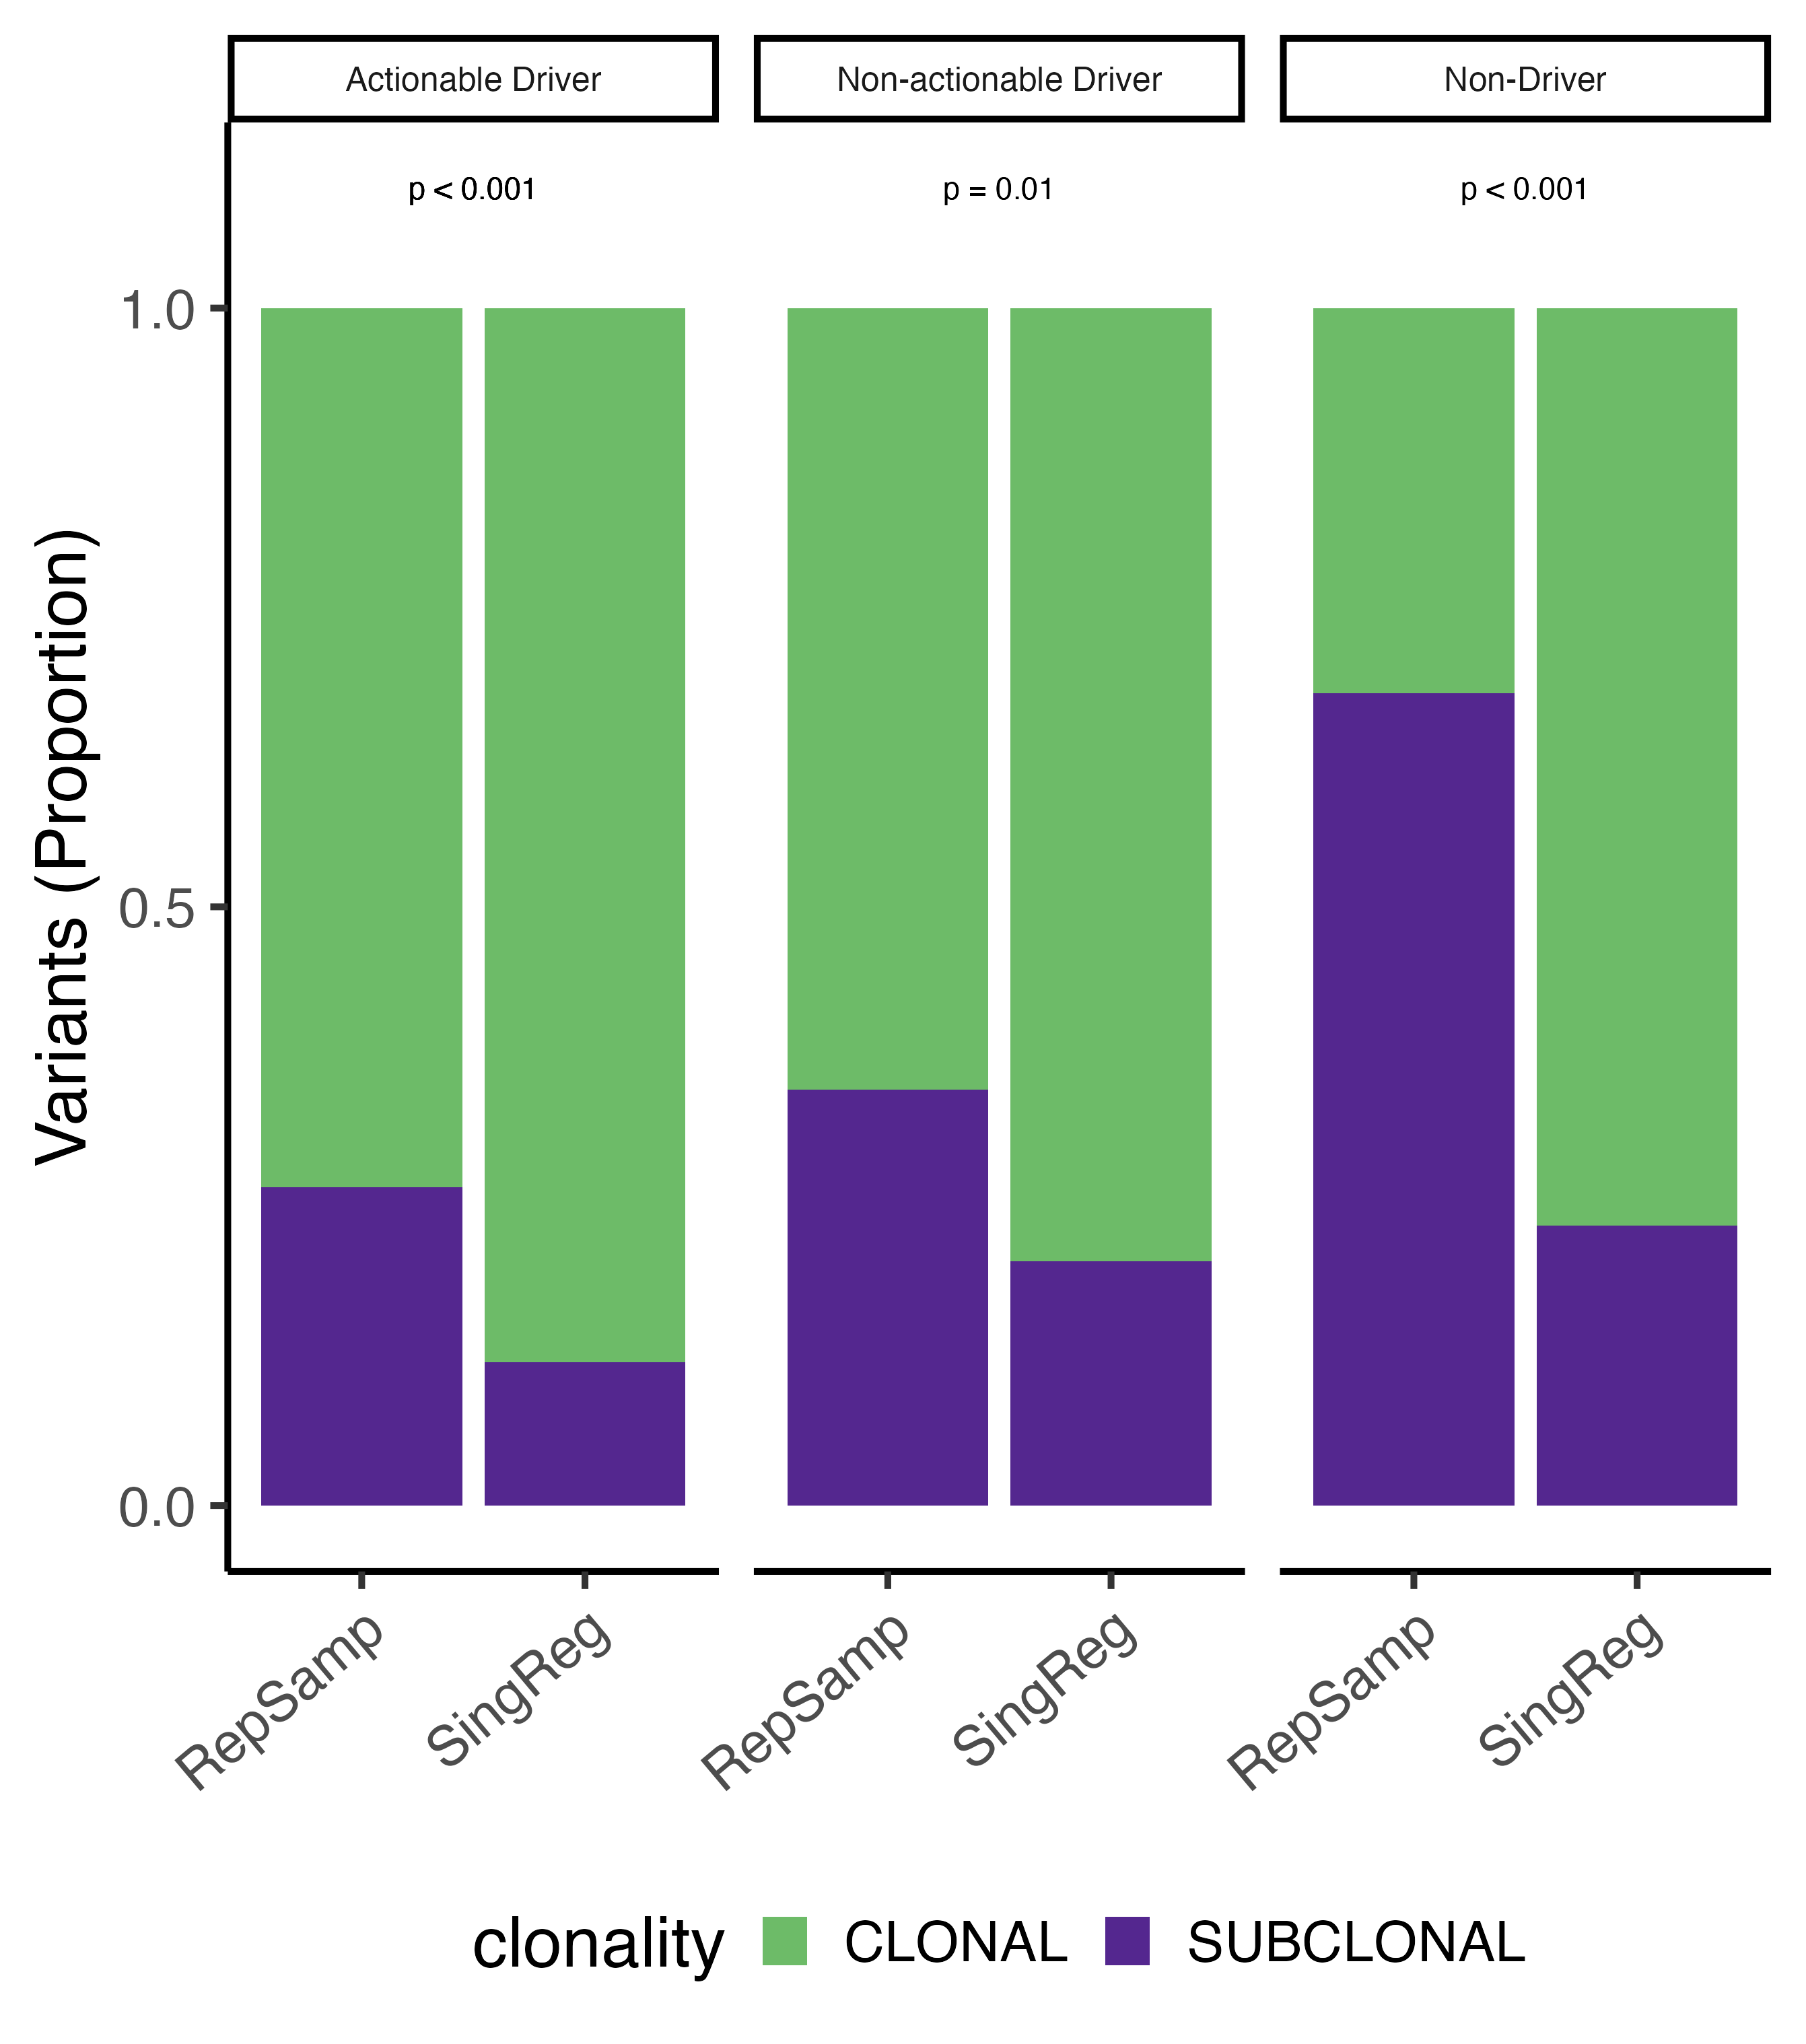 Actionable Driver
Non-actionable Driver
Non-Driver
p < 0.001
p = 0.01
p < 0.001
Variants (Proportion)
1.0
0.5
0.0
RepSamp
SingReg
RepSamp
SingReg
RepSamp
SingReg
clonality
CLONAL
SUBCLONAL